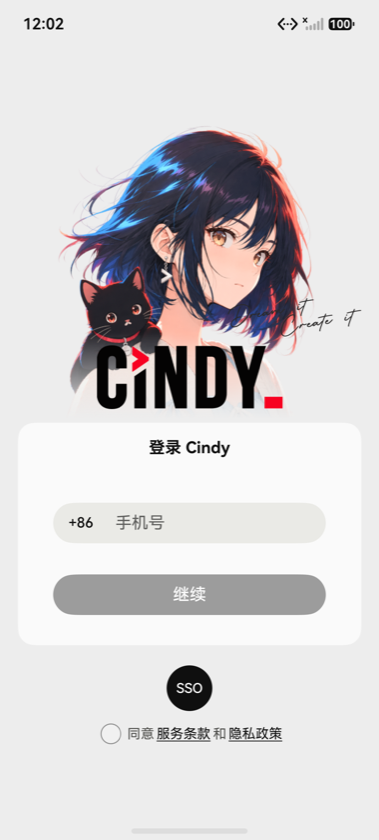 12:02
100
it
Create it
CiNDY.
登录 Cindy
+86 手机号
继续
SSO
同意 服务条款 和 隐私政策